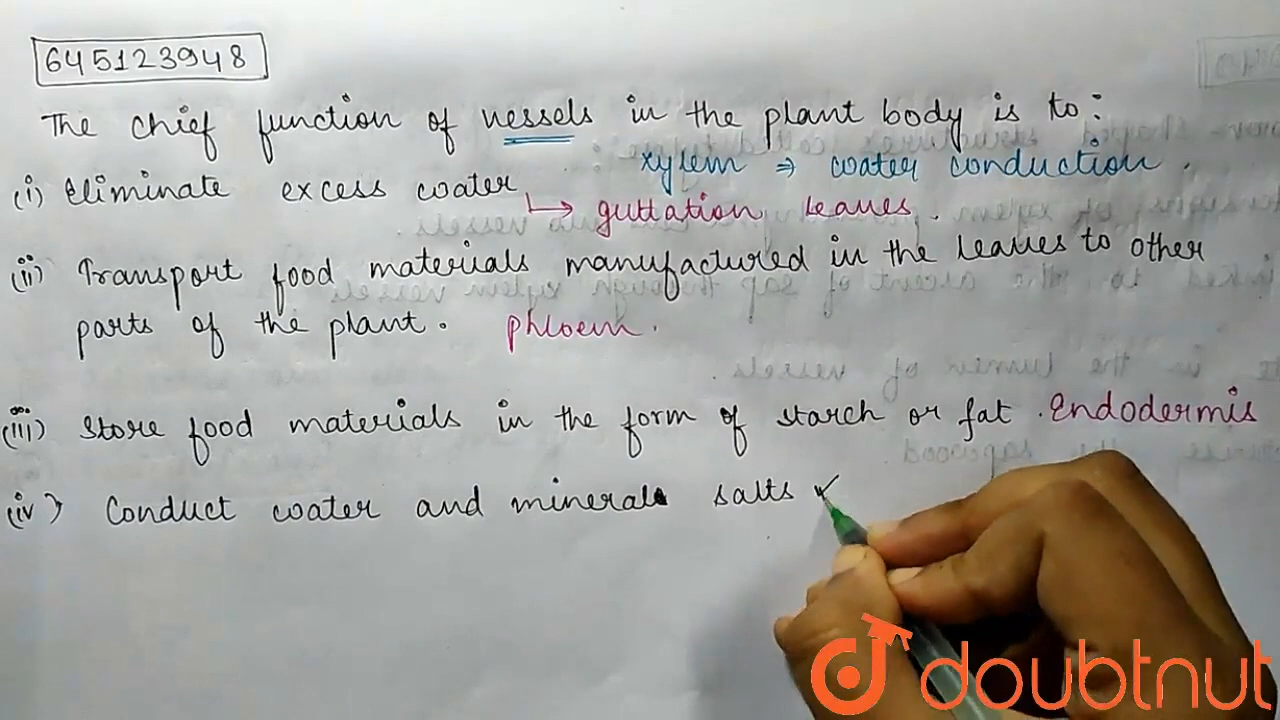 645123948
The chief function of vessels in the plant body is to:
xylem ⇒ water conduction.
(i) Eliminate excess water
↳ guttation leaves.
(ii) Transport food materials manufactured in the leaves to other
parts of the plant. phloem.
(iii) Store food materials in the form of starch or fat. Endodermis
(iv) Conduct water and mineral salts ✓
doubtnut